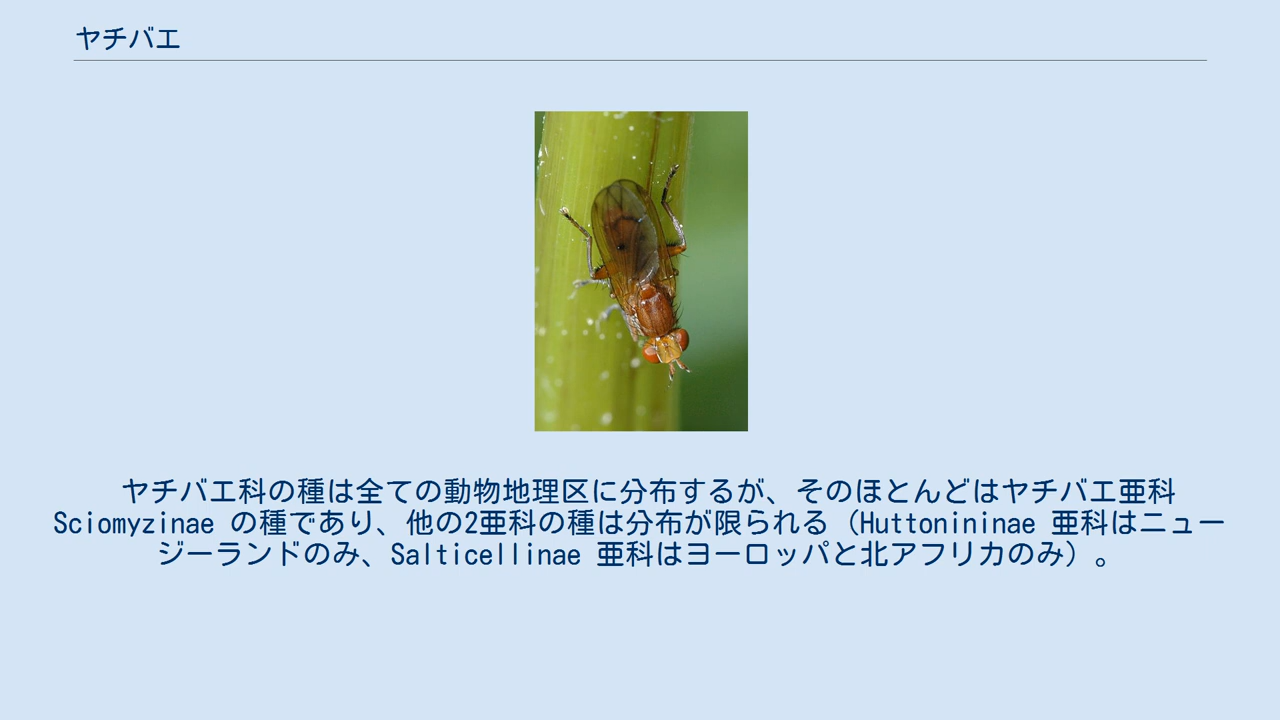 ヤチバエ
ヤチバエ科の種は全ての動物地理区に分布するが、そのほとんどはヤチバエ亜科
Sciomyzinae の種であり、他の2亜科の種は分布が限られる（Huttonininae 亜科はニュー
ジーランドのみ、Salticellinae 亜科はヨーロッパと北アフリカのみ）。